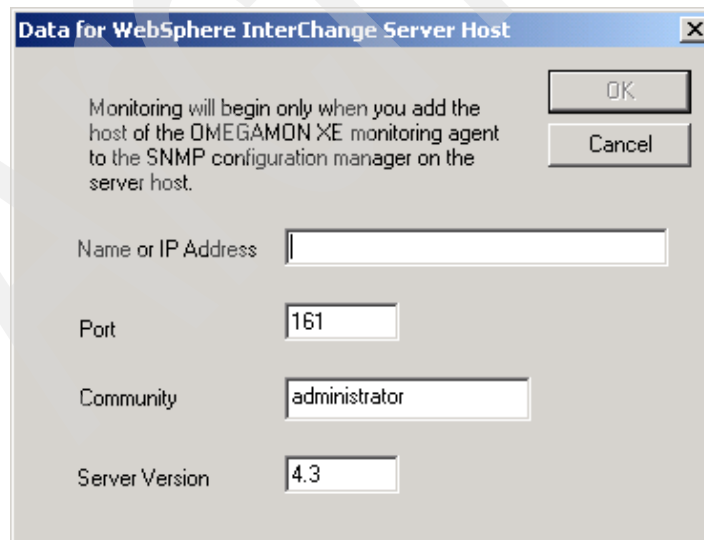 Data for WebSphere InterChange Server Host
Monitoring will begin only when you add the
host of the OMEGAMON XE monitoring agent
to the SNMP configuration manager on the
server host.
OK
Cancel
Name or IP Address
Port
161
Community
administrator
Server Version
4.3